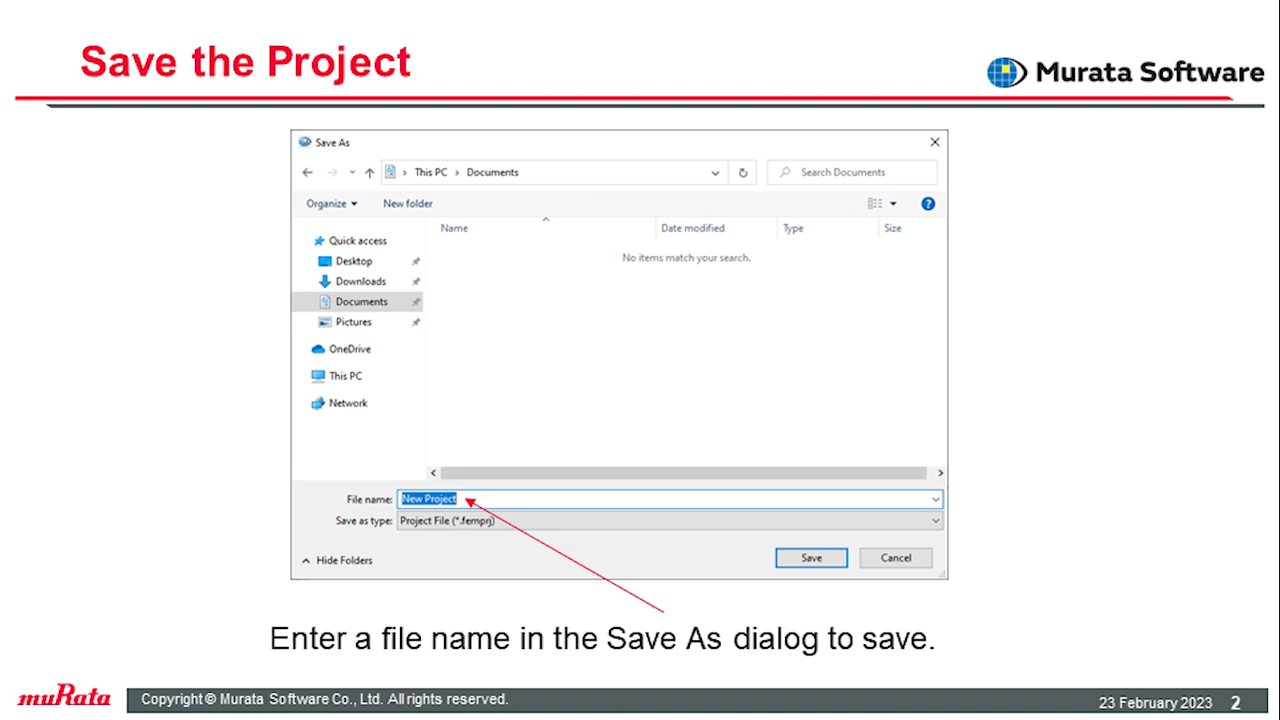 Save the Project
Murata Software
Save As
This PC > Documents
Search Documents
Organize
New folder
Name
Date modified
Type
Size
No items match your search.
Quick access
Desktop
Downloads
Documents
Pictures
OneDrive
This PC
Network
File name: New Project
Save as type: Project File (*.femprj)
Hide Folders
Save
Cancel
Enter a file name in the Save As dialog to save.
muRata
Copyright © Murata Software Co., Ltd. All rights reserved.
23 February 2023
2